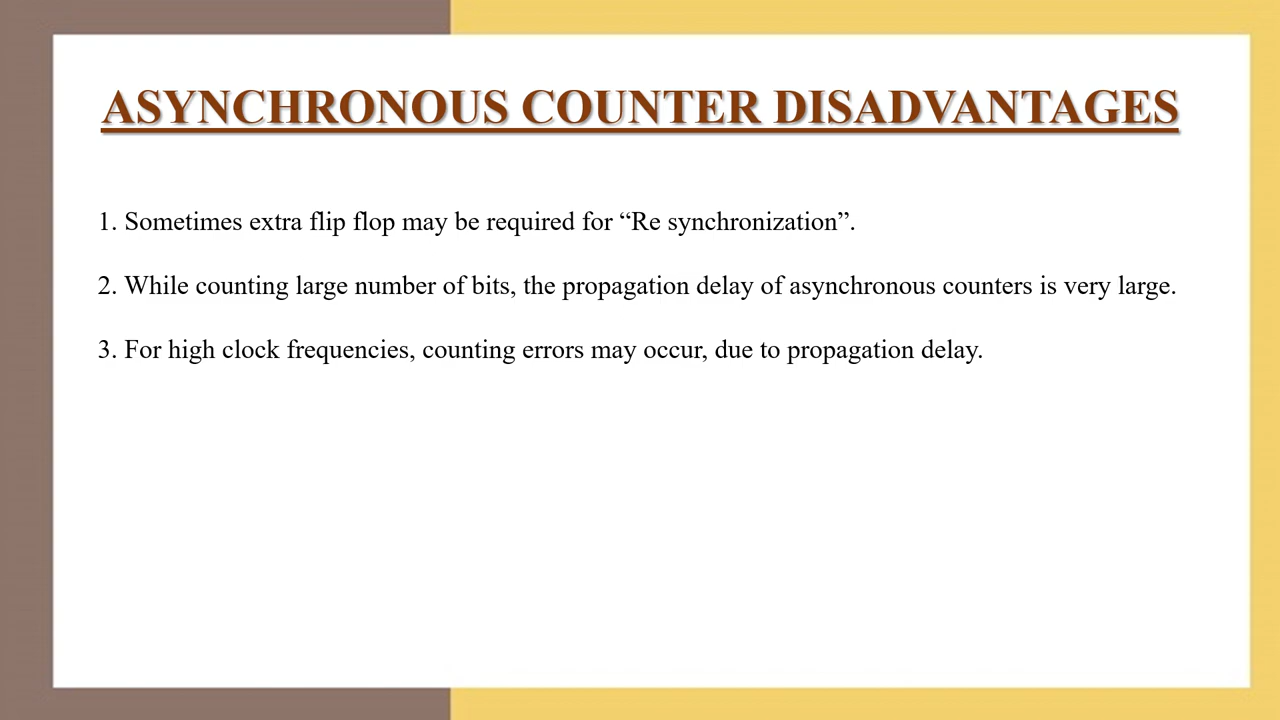 ASYNCHRONOUS COUNTER DISADVANTAGES
1. Sometimes extra flip flop may be required for “Re synchronization”.
2. While counting large number of bits, the propagation delay of asynchronous counters is very large.
3. For high clock frequencies, counting errors may occur, due to propagation delay.